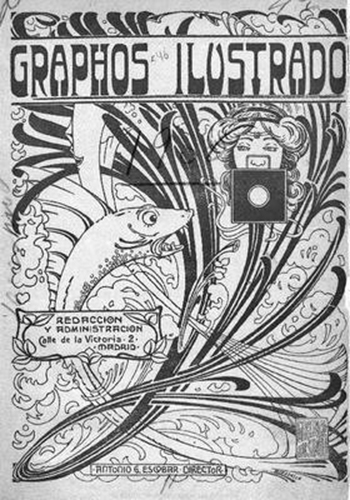 GRAPHOS ILUSTRADO
REDACCION
Y ADMINISTRACION
Calle de la Victoria - 2 -
- MADRID -
- ANTONIO G. ESCOBAR DIRECTOR -